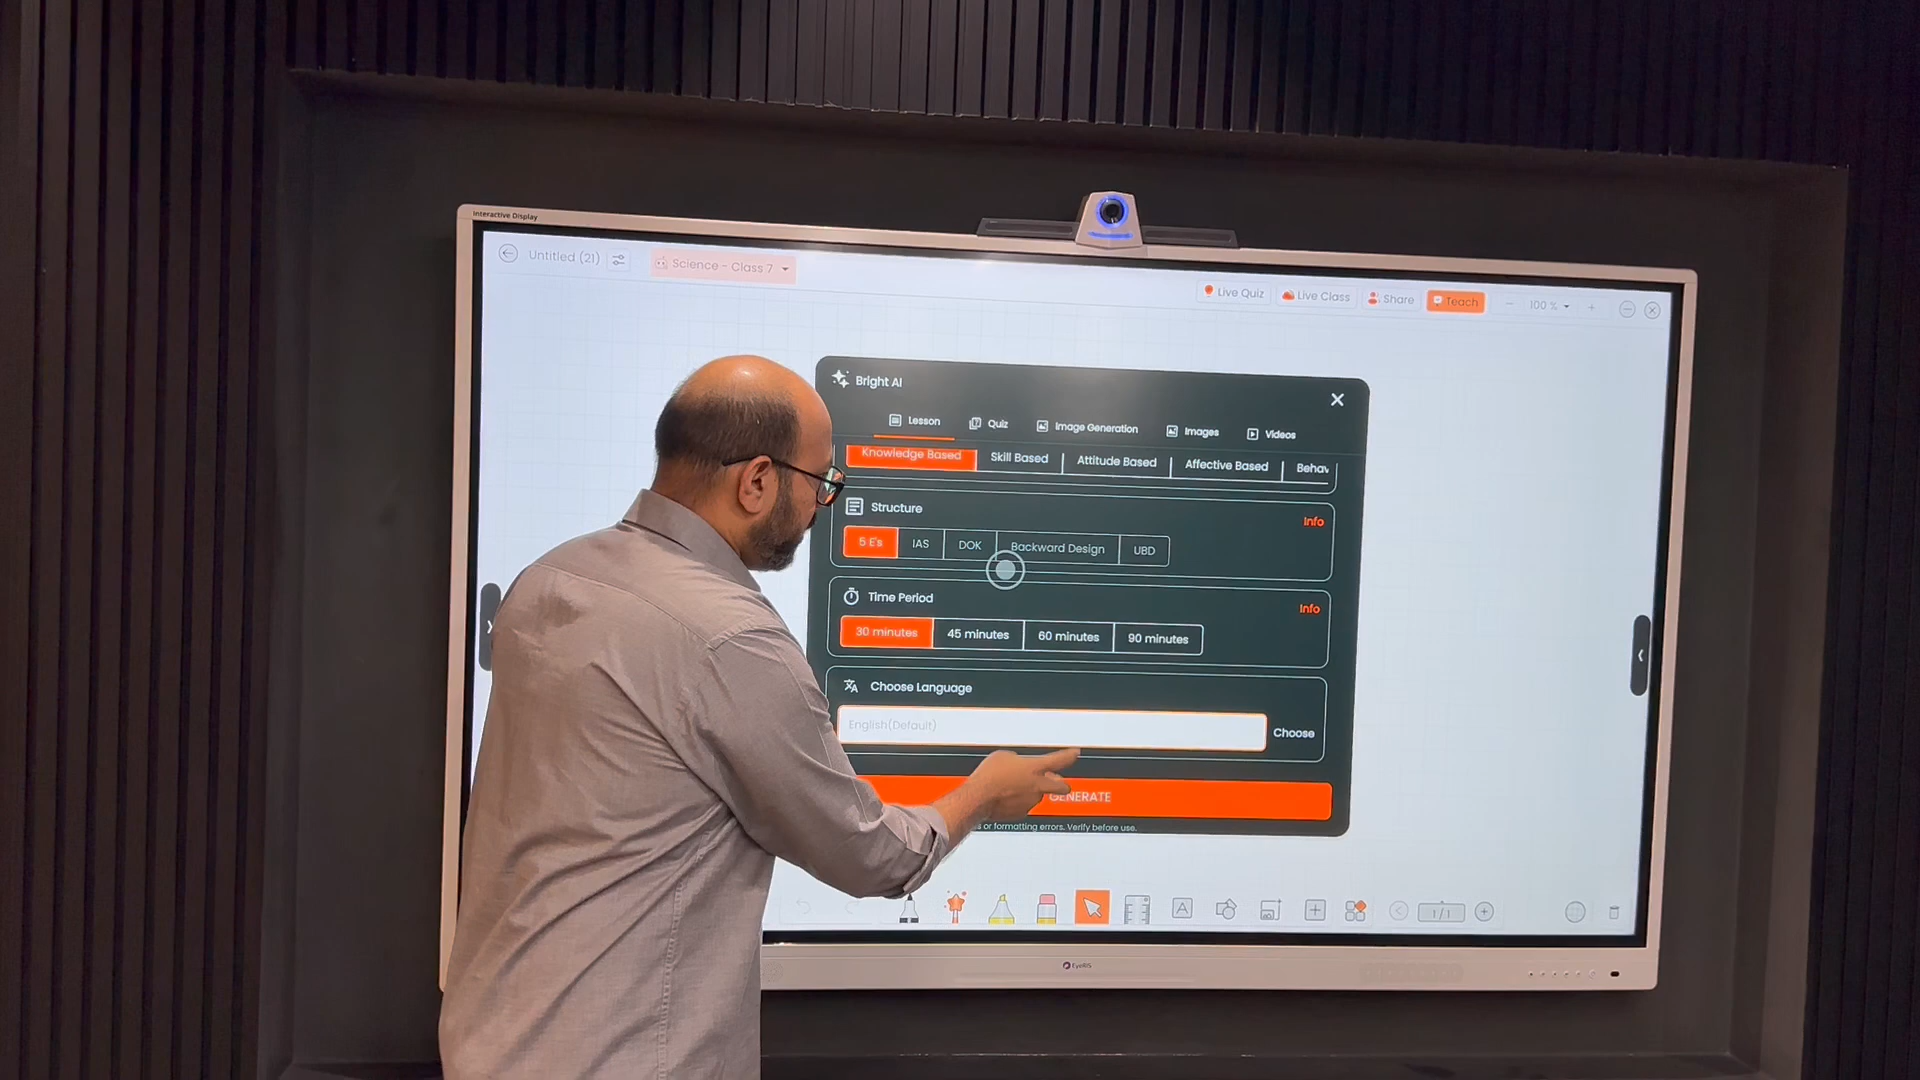 Interactive Display
Untitled (21)
Science - Class 7
Live Quiz
Live Class
Share
Teach
100 %
Bright AI
Lesson
Quiz
Image Generation
Images
Videos
Knowledge Based
Skill Based
Attitude Based
Affective Based
Behav
Structure
Info
5 E's
IAS
DOK
Backward Design
UBD
Time Period
Info
30 minutes
45 minutes
60 minutes
90 minutes
Choose Language
English(Default)
Choose
GENERATE
or formatting errors. Verify before use.
A
1/1
EyeRIS